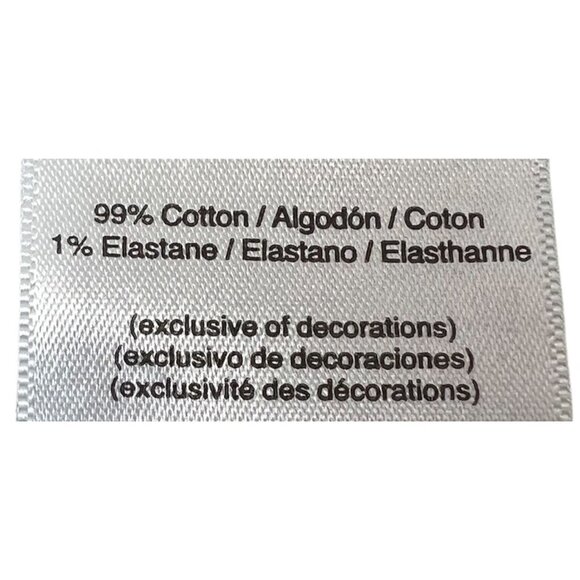 99% Cotton / Algodón / Coton
1% Elastane / Elastano / Elasthanne
(exclusive of decorations)
(exclusivo de decoraciones)
(exclusivité des décorations)